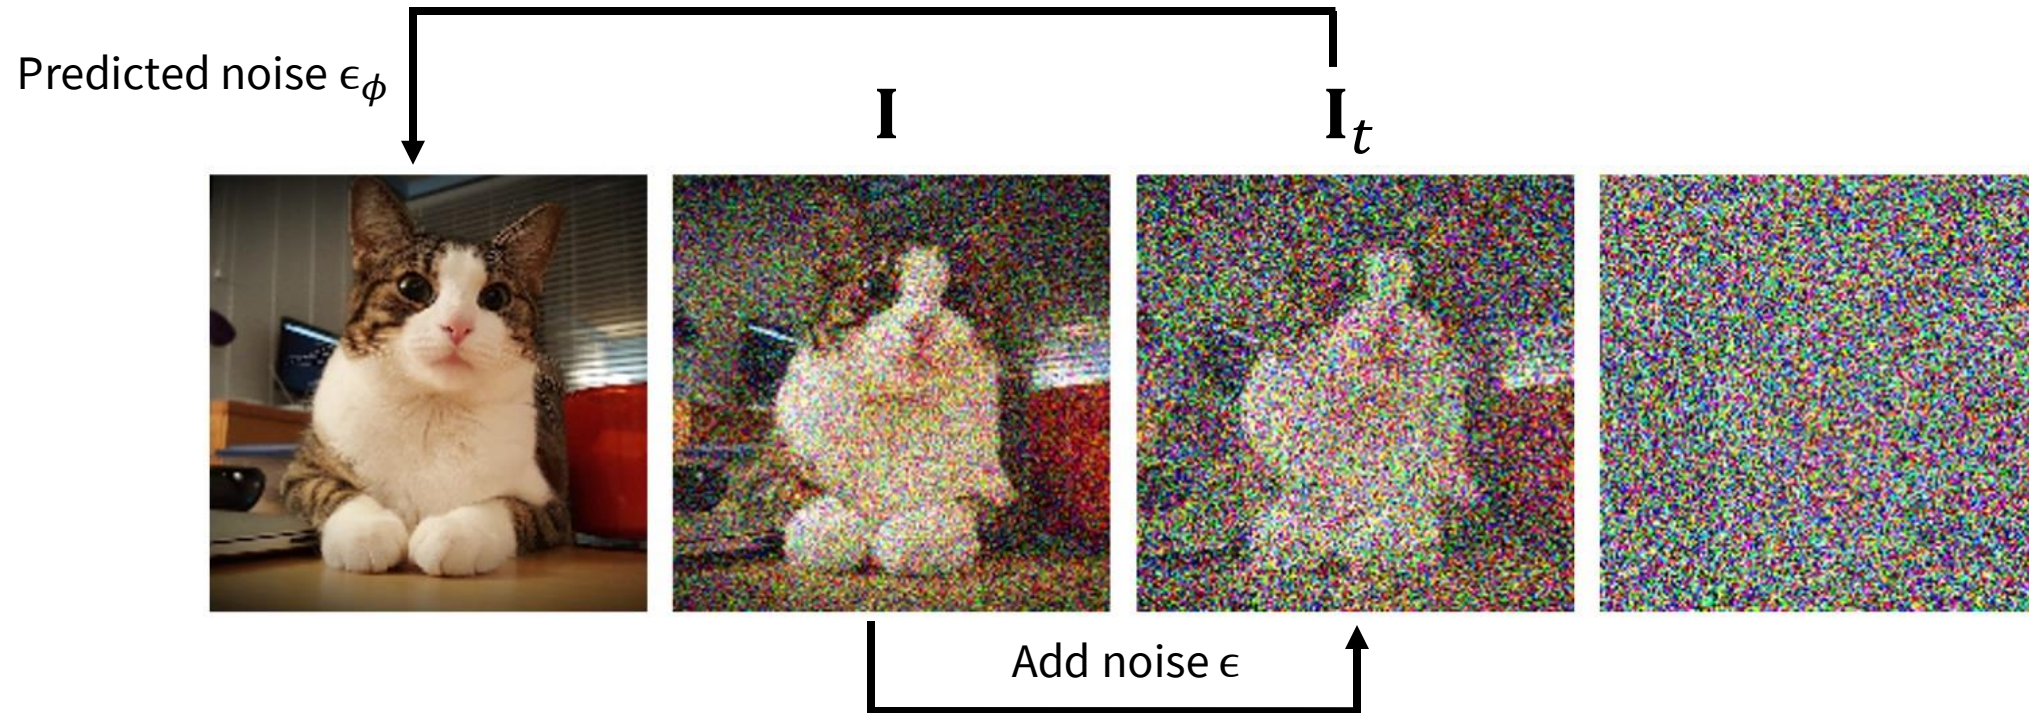 Predicted noise ϵ_ϕ
I
I_t
Add noise ϵ